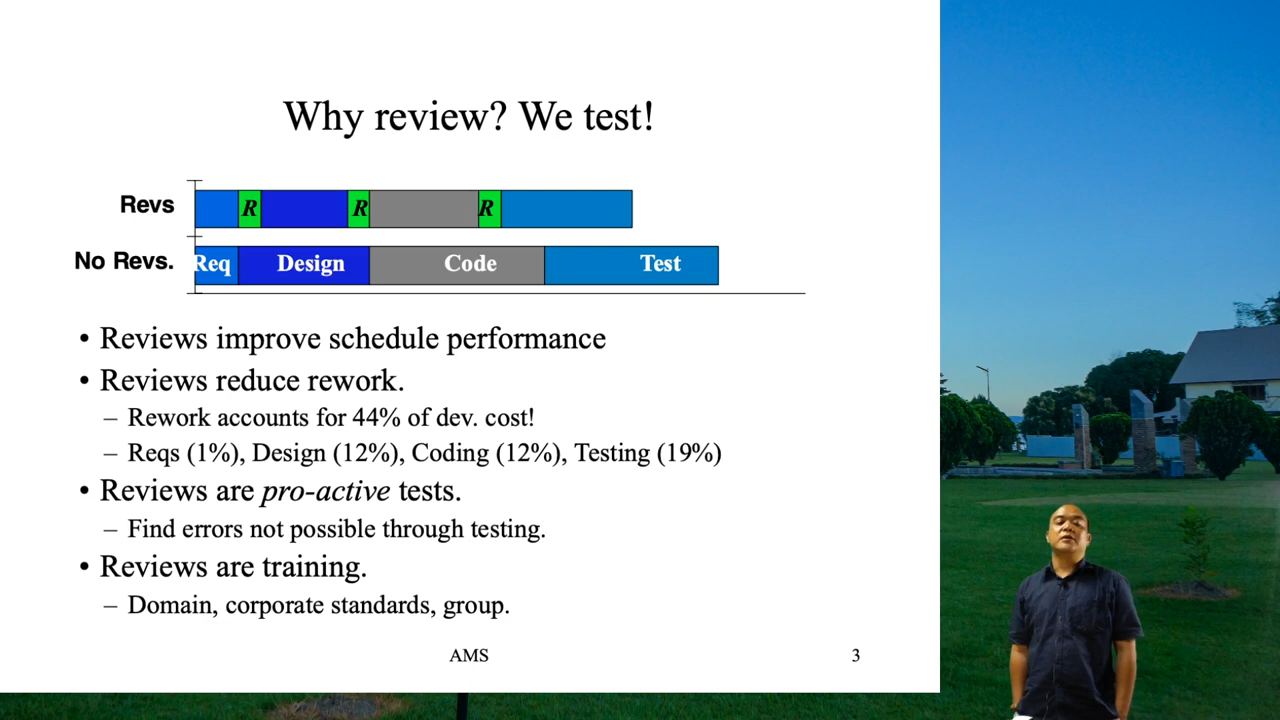 Why review? We test!
Revs R R R
No Revs. Req Design Code Test
• Reviews improve schedule performance
• Reviews reduce rework.
– Rework accounts for 44% of dev. cost!
– Reqs (1%), Design (12%), Coding (12%), Testing (19%)
• Reviews are pro-active tests.
– Find errors not possible through testing.
• Reviews are training.
– Domain, corporate standards, group.
AMS 3